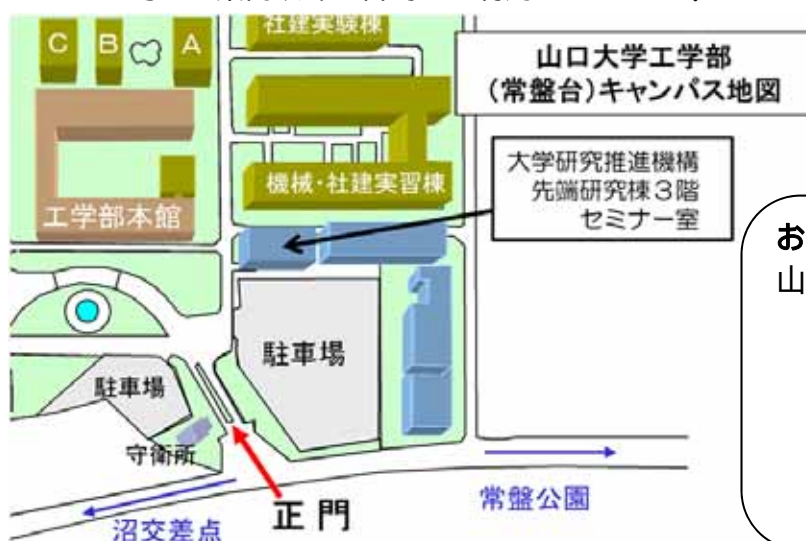 C B A
社建実験棟
山口大学工学部
(常盤台)キャンパス地図
大学研究推進機構
先端研究棟3階
セミナー室
機械・社建実習棟
工学部本館
お
山
駐車場
駐車場
守衛所
正門
常盤公園
沼交差点